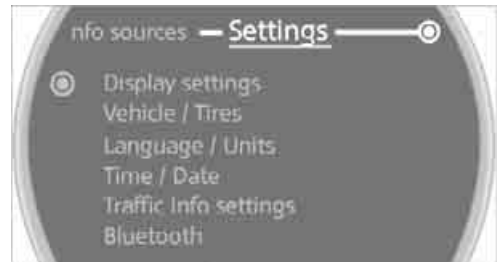 nfo sources Settings
Display settings
Vehicle / Tires
Language / Units
Time / Date
Traffic Info settings
Bluetooth